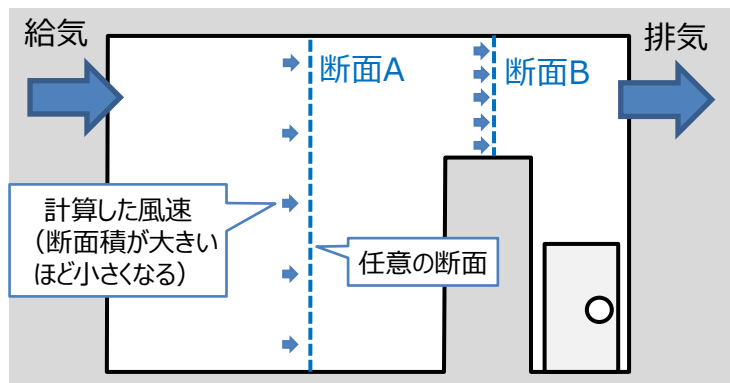 給気
断面A
断面B
排気
計算した風速
（断面積が大きい
ほど小さくなる）
任意の断面